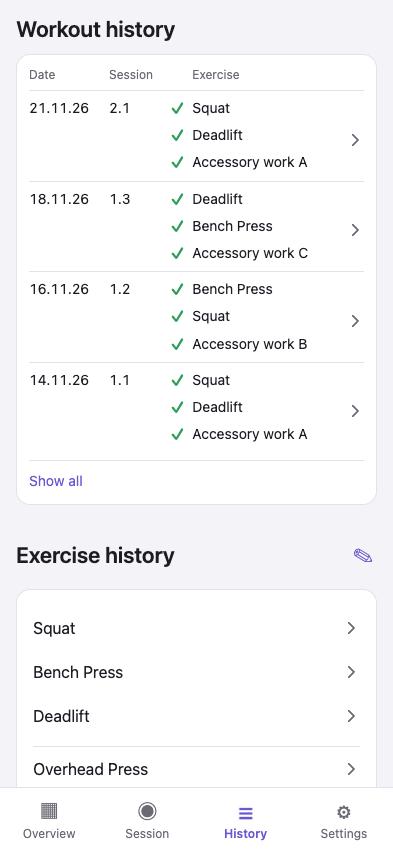 Workout history
Date Session Exercise
21.11.26 2.1 Squat
Deadlift
Accessory work A
18.11.26 1.3 Deadlift
Bench Press
Accessory work C
16.11.26 1.2 Bench Press
Squat
Accessory work B
14.11.26 1.1 Squat
Deadlift
Accessory work A
Show all
Exercise history
Squat
Bench Press
Deadlift
Overhead Press
Overview Session History Settings